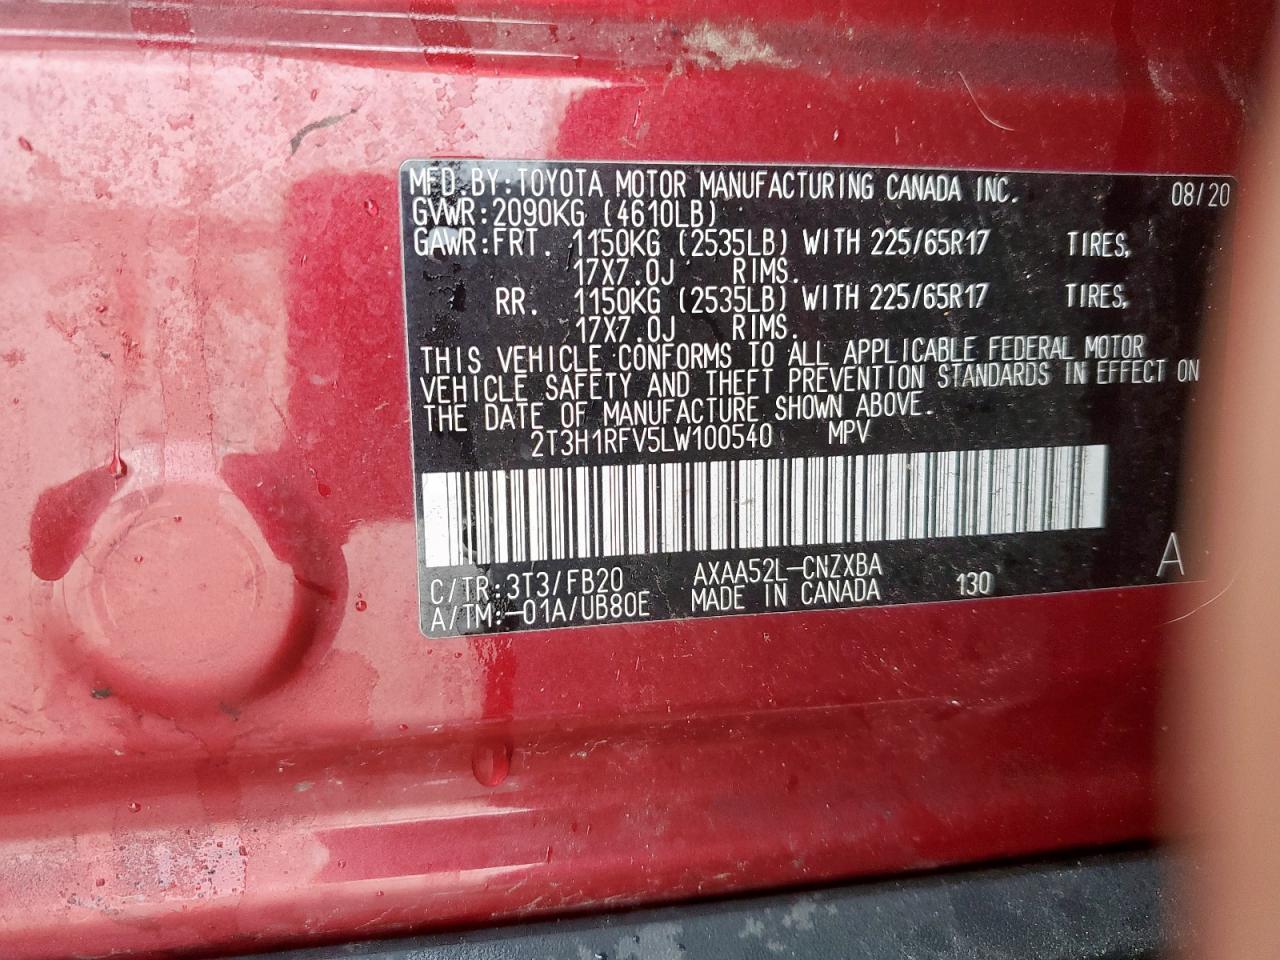 MFD BY:TOYOTA MOTOR MANUFACTURING CANADA INC. 08/20
GVWR:2090KG (4610LB)
GAWR:FRT. 1150KG (2535LB) WITH 225/65R17 TIRES,
17X7.0J RIMS.
RR. 1150KG (2535LB) WITH 225/65R17 TIRES,
17X7.0J RIMS.
THIS VEHICLE CONFORMS TO ALL APPLICABLE FEDERAL MOTOR
VEHICLE SAFETY AND THEFT PREVENTION STANDARDS IN EFFECT ON
THE DATE OF MANUFACTURE SHOWN ABOVE.
2T3H1RFV5LW100540 MPV
C/TR:3T3/FB20 AXAA52L-CNZXBA A
A/TM:-01A/UB80E MADE IN CANADA 130